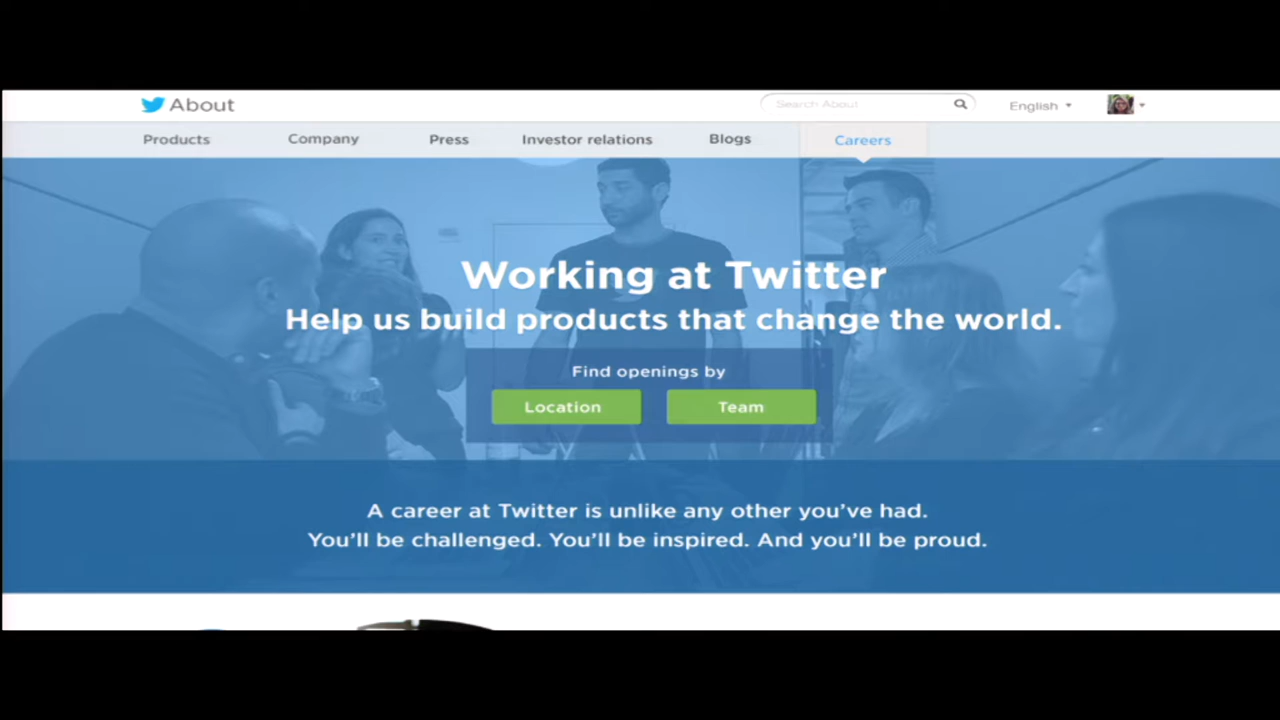 About
Search About
English
Products Company Press Investor relations Blogs Careers
Working at Twitter
Help us build products that change the world.
Find openings by
Location Team
A career at Twitter is unlike any other you've had.
You'll be challenged. You'll be inspired. And you'll be proud.